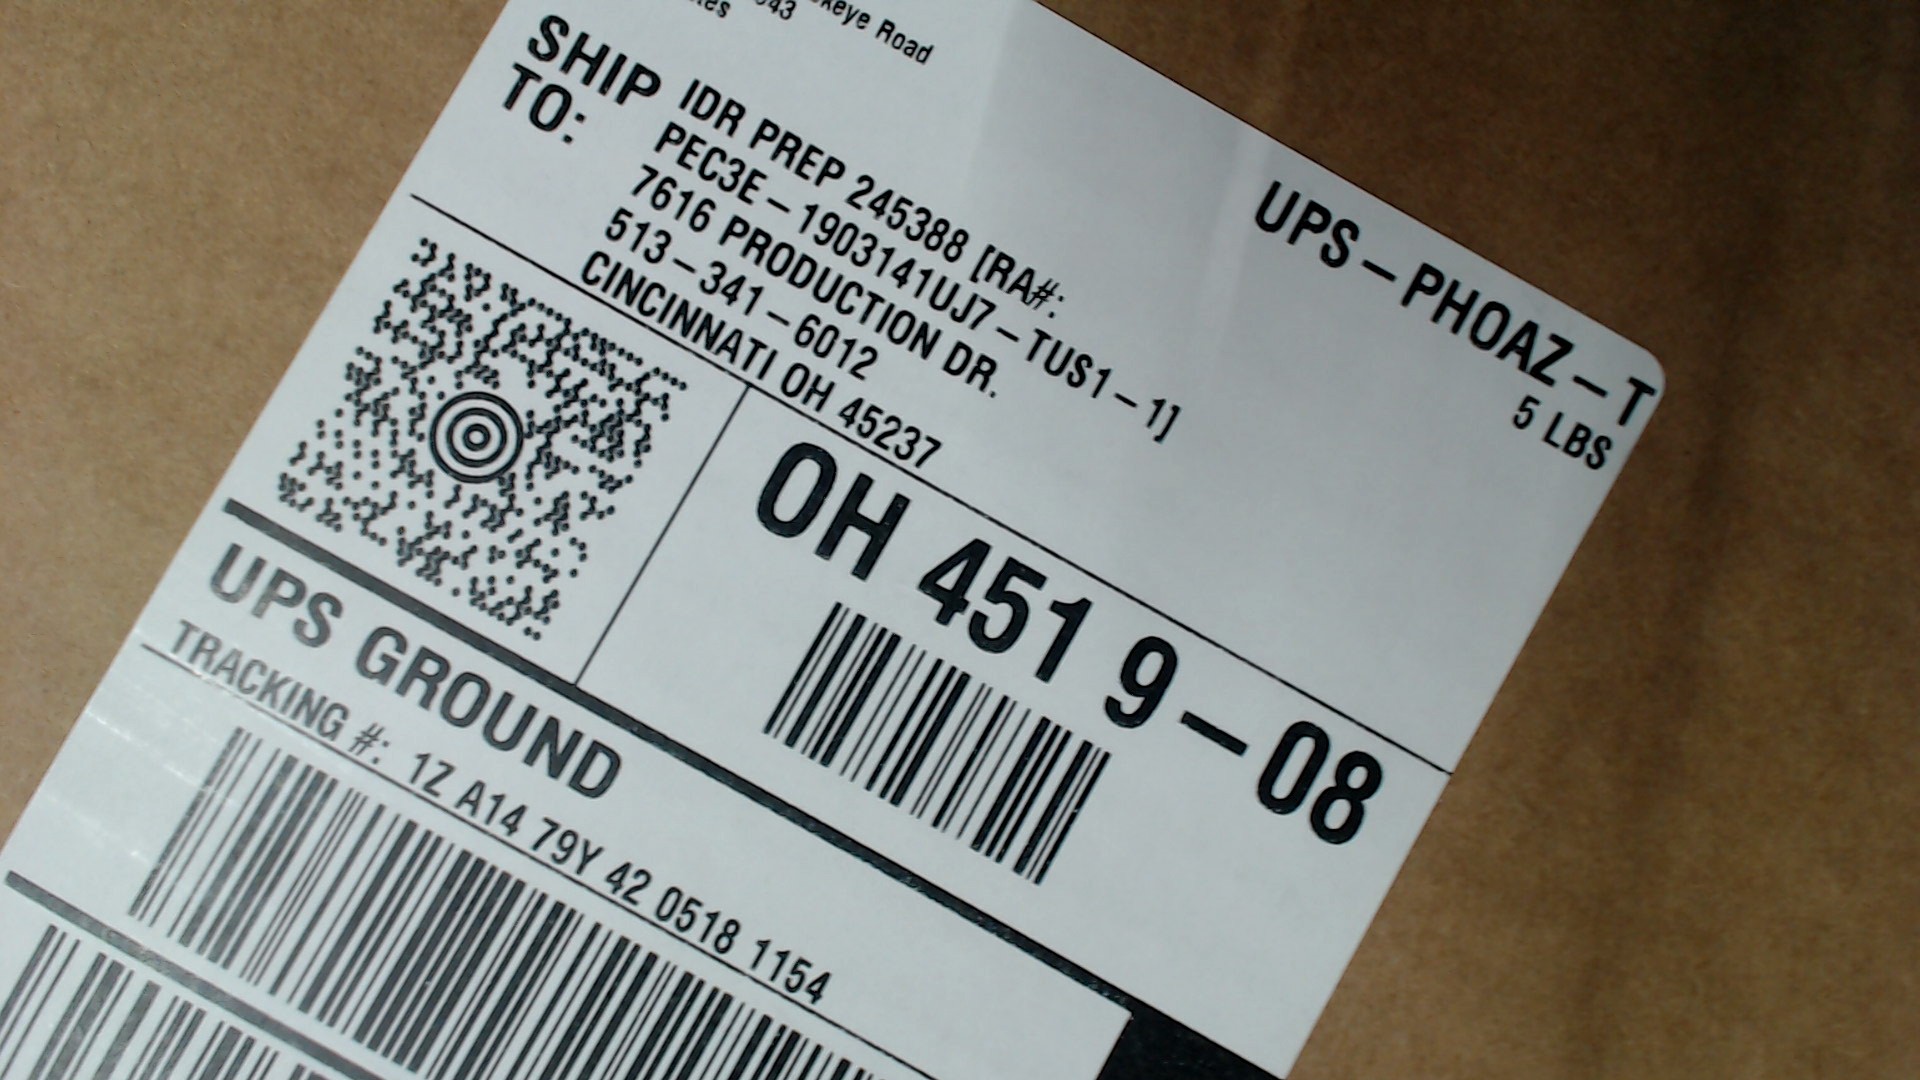 Road
UPS-PHOAZ-T
5 LBS
SHIP TO:
IDR PREP 245388 [RA#:
PEC3E-1903141UJ7-TUS1-1]
7616 PRODUCTION DR.
513-341-6012
CINCINNATI OH 45237
OH 451 9-08
UPS GROUND
TRACKING #: 1Z A14 79Y 42 0518 1154